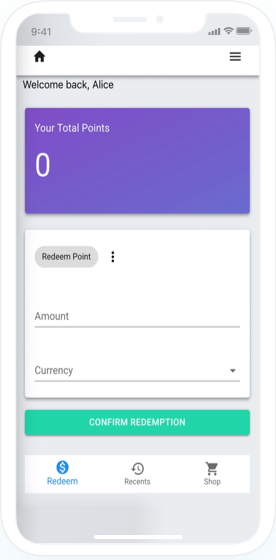 9:41
Welcome back, Alice
Your Total Points
0
Redeem Point
Amount
Currency
CONFIRM REDEMPTION
Redeem
Recents
Shop